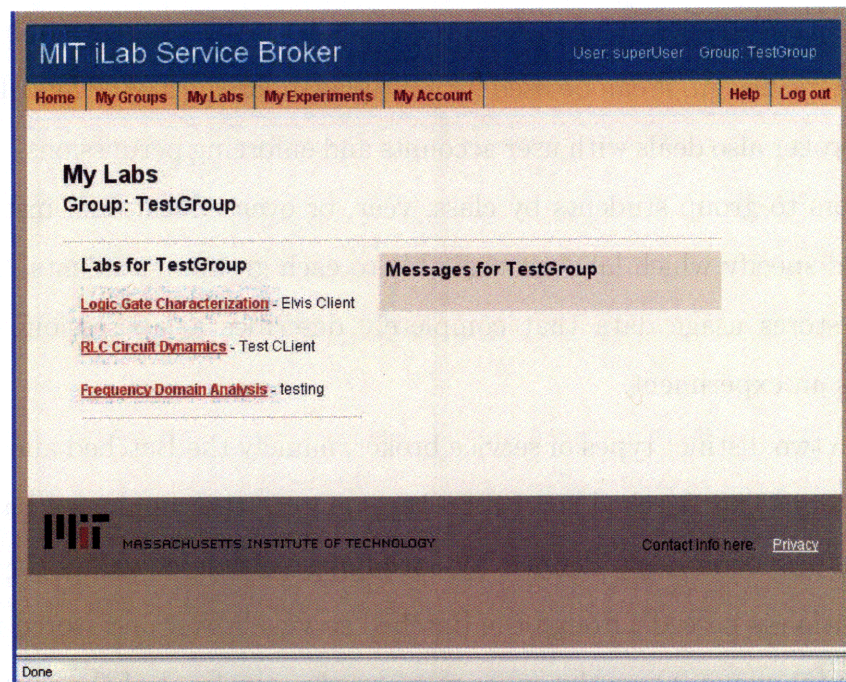 MIT iLab Service Broker
User: superUser Group: TestGroup
Home My Groups My Labs My Experiments My Account Help Log out
My Labs
Group: TestGroup
Labs for TestGroup
Messages for TestGroup
Logic Gate Characterization - Elvis Client
RLC Circuit Dynamics - Test CLient
Frequency Domain Analysis - testing
MIT MASSACHUSETTS INSTITUTE OF TECHNOLOGY
Contact info here. Privacy
Done